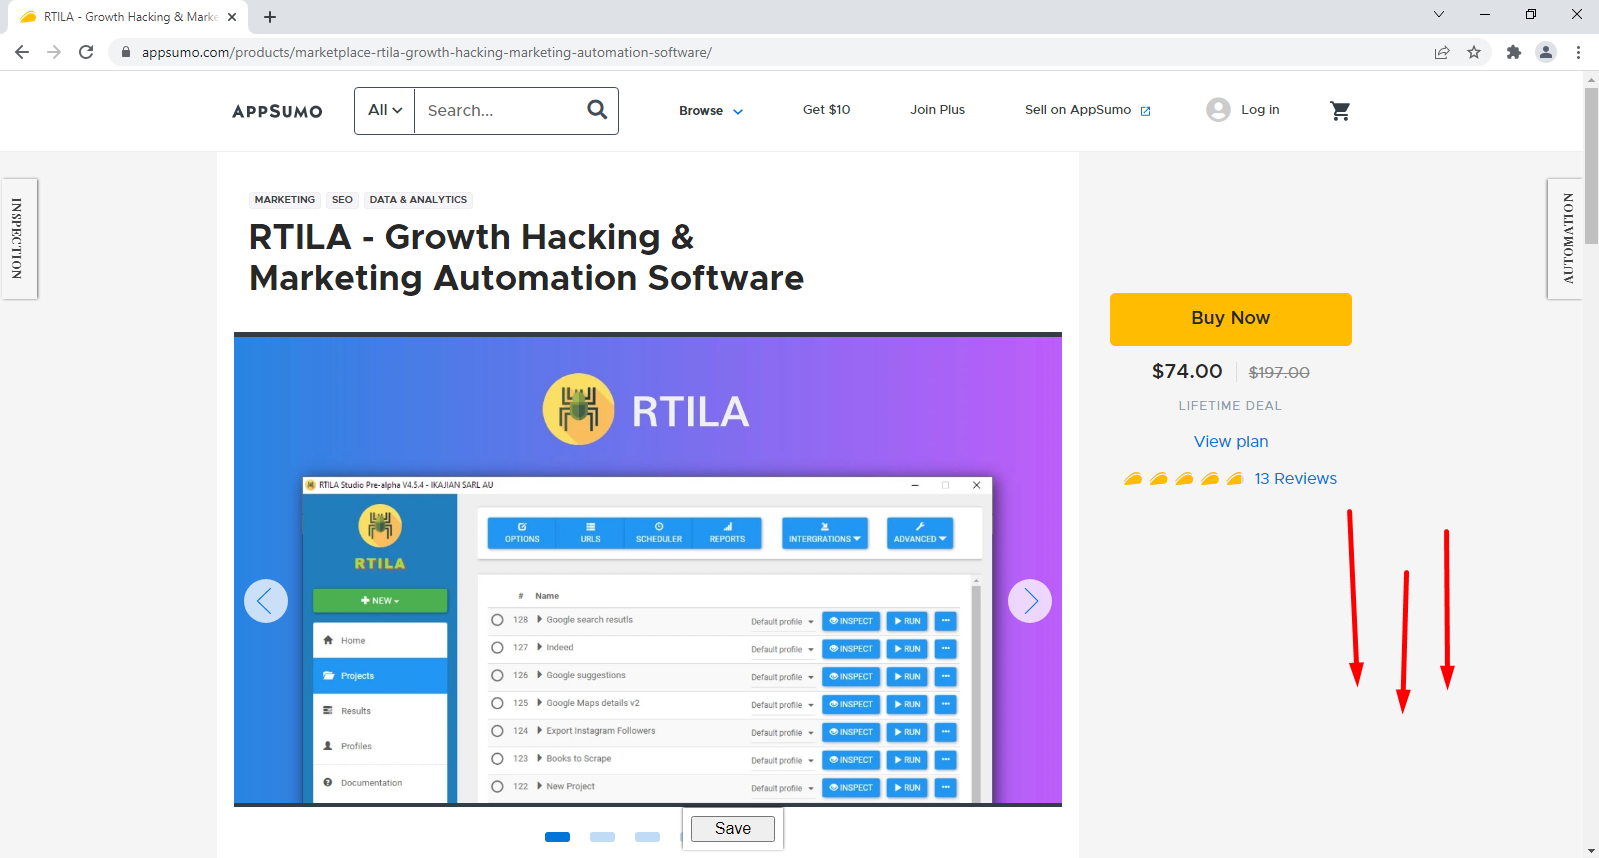 RTILA - Growth Hacking & Marke
appsumo.com/products/marketplace-rtila-growth-hacking-marketing-automation-software/
APPSUMO
All
Search...
Browse
Get $10
Join Plus
Sell on AppSumo
Log in
INSPECTION
AUTOMATION
MARKETING SEO DATA & ANALYTICS
RTILA - Growth Hacking &
Marketing Automation Software
Buy Now
$74.00 $197.00
LIFETIME DEAL
View plan
13 Reviews
RTILA
RTILA Studio Pre-alpha V4.5.4 - IKAJIAN SARL AU
RTILA
NEW
Home
Projects
Results
Profiles
Documentation
OPTIONS URLS SCHEDULER REPORTS INTERGRATIONS ADVANCED
# Name
128 Google search resutls Default profile INSPECT RUN ...
127 Indeed Default profile INSPECT RUN ...
126 Google suggestions Default profile INSPECT RUN ...
125 Google Maps details v2 Default profile INSPECT RUN ...
124 Export Instagram Followers Default profile INSPECT RUN ...
123 Books to Scrape Default profile INSPECT RUN ...
122 New Project Default profile INSPECT RUN ...
Save